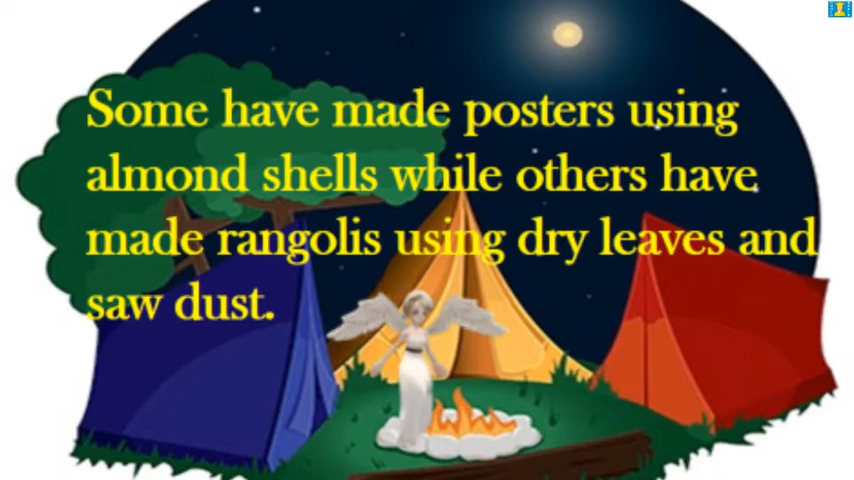 Some have made posters using
almond shells while others have
made rangolis using dry leaves and
saw dust.